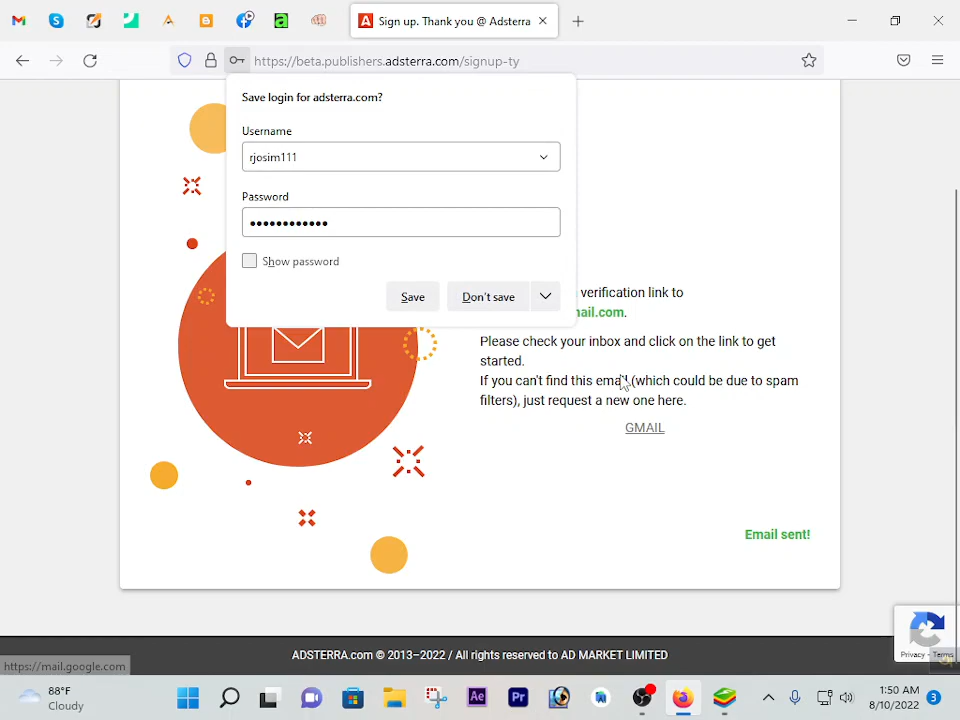 Sign up. Thank you @ Adsterra
https://beta.publishers.adsterra.com/signup-ty
Save login for adsterra.com?
Username
rjosim111
Password
Show password
Save
Don't save
verification link to
mail.com.
Please check your inbox and click on the link to get
started.
If you can't find this email (which could be due to spam
filters), just request a new one here.
GMAIL
Email sent!
Privacy - Terms
ADSTERRA.com © 2013–2022 / All rights reserved to AD MARKET LIMITED
https://mail.google.com
88°F
Cloudy
Ae
Pr
1:50 AM
8/10/2022
3